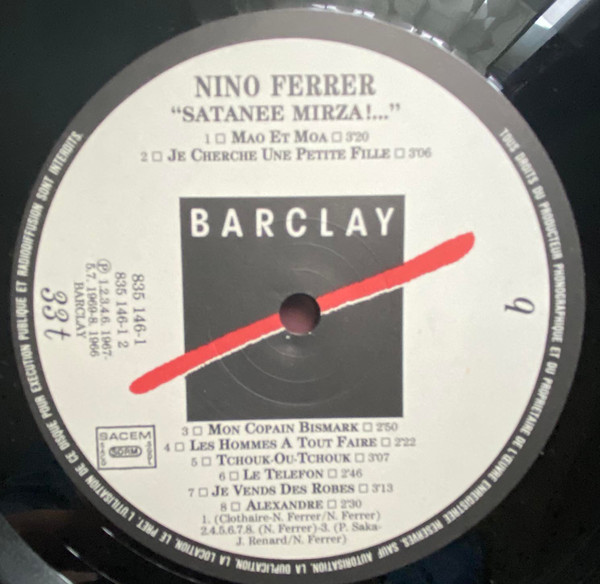 NINO FERRER
"SATANEE MIRZA!..."
1 □ MAO ET MOA □ 3'20
2 □ JE CHERCHE UNE PETITE FILLE □ 3'06
BARCLAY
835 146-1
835 146-1 2
Ⓟ 1.2.3.4.6. 1967-
5.7. 1969-8. 1966
BARCLAY
33t
SACEM
SDRM
3 □ MON COPAIN BISMARK □ 2'50
4 □ LES HOMMES A TOUT FAIRE □ 2'22
5 □ TCHOUK-OU-TCHOUK □ 3'07
6 □ LE TELEFON □ 2'46
7 □ JE VENDS DES ROBES □ 3'13
8 □ ALEXANDRE □ 2'30
1. (Clothaire-N. Ferrer/N. Ferrer)
2.4.5.6.7.8. (N. Ferrer)-3. (P. Saka-
J. Renard/N. Ferrer)
TOUS DROITS DU PRODUCTEUR PHONOGRAPHIQUE ET DU PROPRIETAIRE DE L'ŒUVRE ENREGISTREE RESERVES. SAUF AUTORISATION, LA DUPLICATION, LA LOCATION, LE PRET, L'UTILISATION DE CE DISQUE POUR EXECUTION PUBLIQUE ET RADIODIFFUSION SONT INTERDITS.